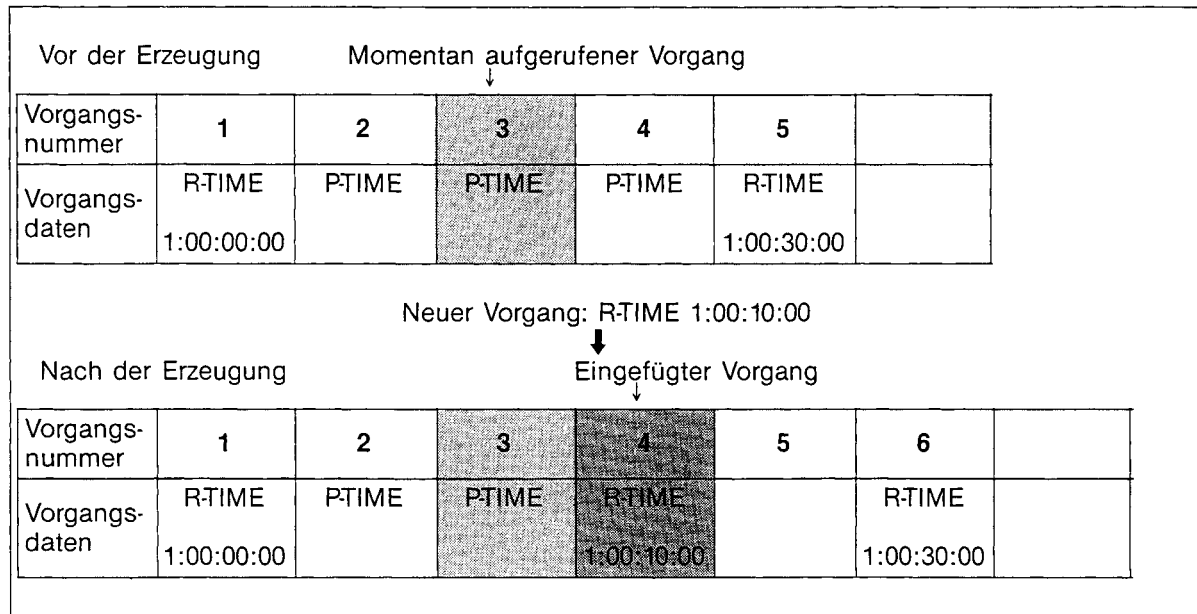 Vor der Erzeugung Momentan aufgerufener Vorgang
↓
Vorgangs-
nummer 1 2 3 4 5
Vorgangs-
daten R-TIME P-TIME P-TIME P-TIME R-TIME
1:00:00:00 1:00:30:00
Neuer Vorgang: R-TIME 1:00:10:00
Nach der Erzeugung Eingefügter Vorgang
↓
Vorgangs-
nummer 1 2 3 4 5 6
Vorgangs-
daten R-TIME P-TIME P-TIME R-TIME R-TIME
1:00:00:00 1:00:10:00 1:00:30:00